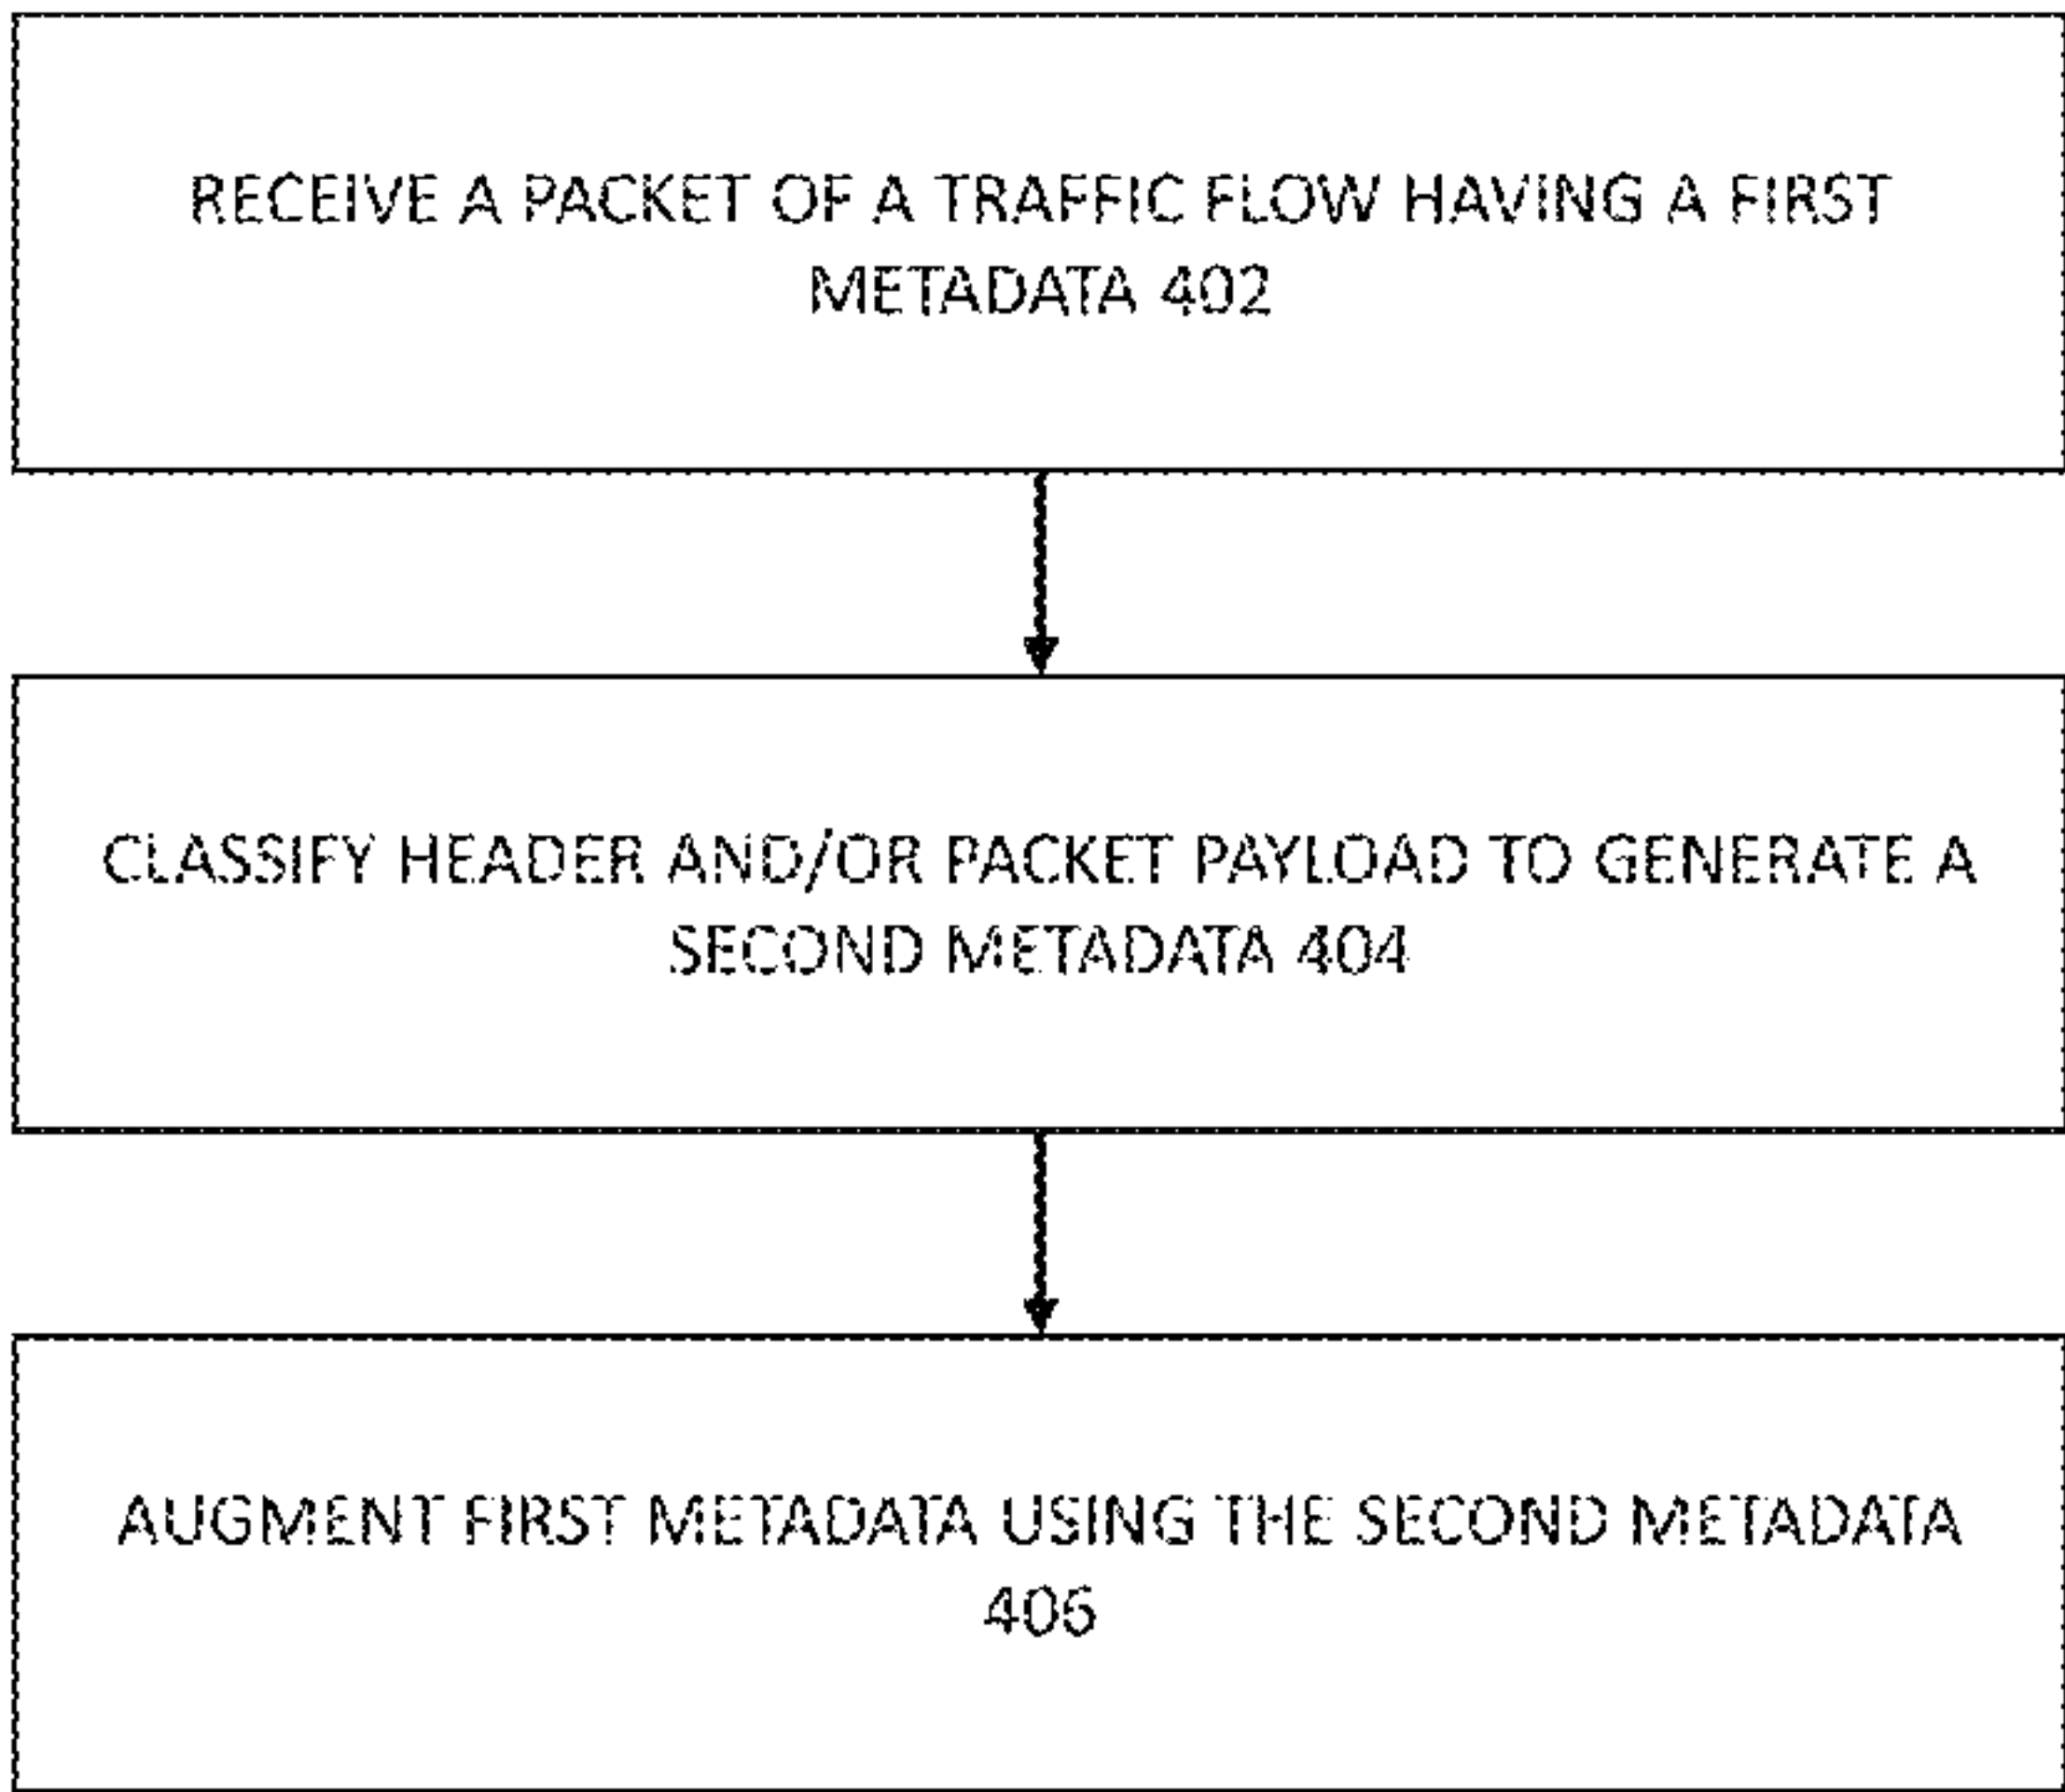 RECEIVE A PACKET OF A TRAFFIC FLOW HAVING A FIRST
METADATA 402
CLASSIFY HEADER AND/OR PACKET PAYLOAD TO GENERATE A
SECOND METADATA 404
AUGMENT FIRST METADATA USING THE SECOND METADATA
406